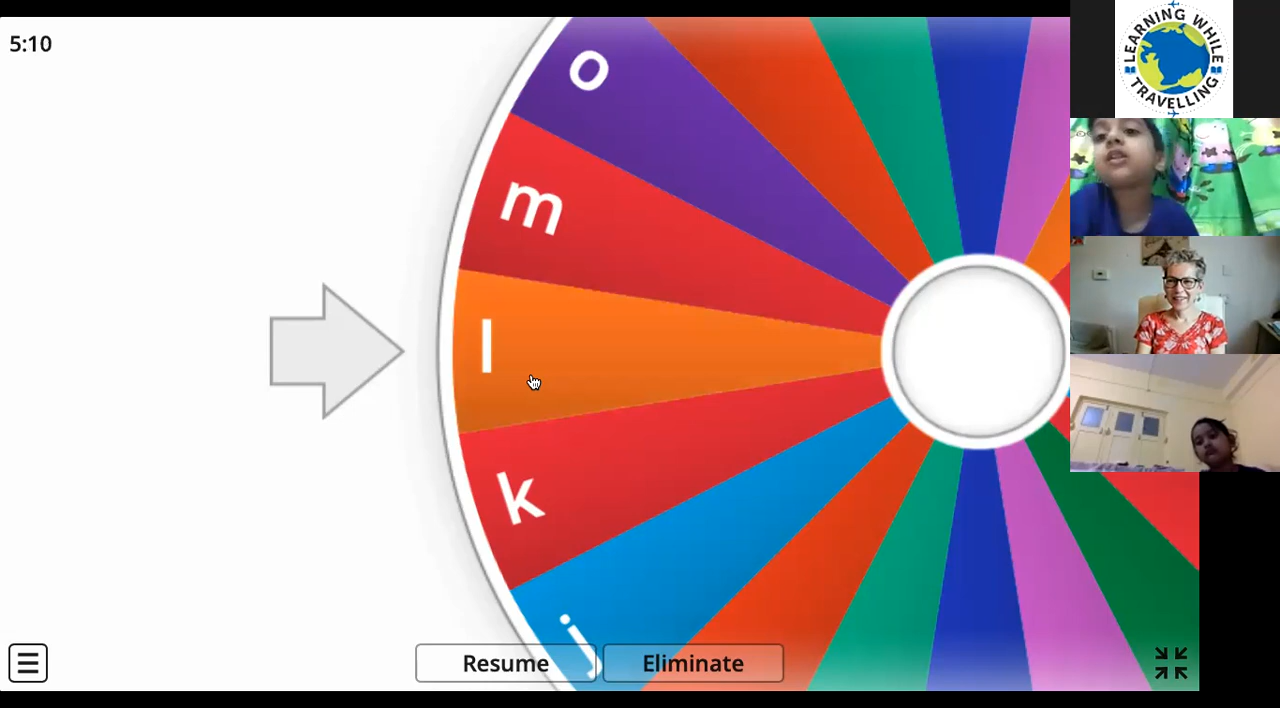 5:10
o
m
l
k
j
Resume
Eliminate
LEARNING WHILE
TRAVELLING